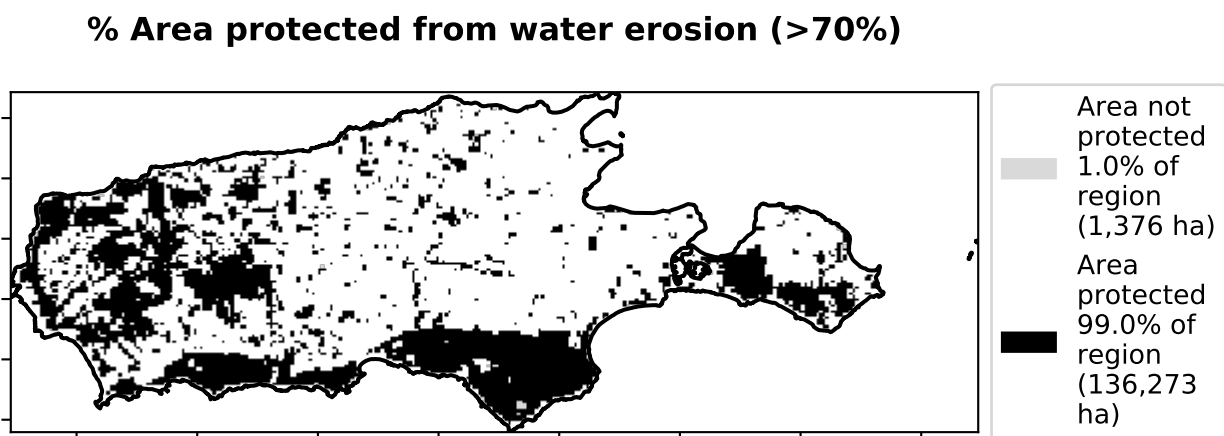 % Area protected from water erosion (>70%)
Area not
protected
1.0% of
region
(1,376 ha)
Area
protected
99.0% of
region
(136,273
ha)